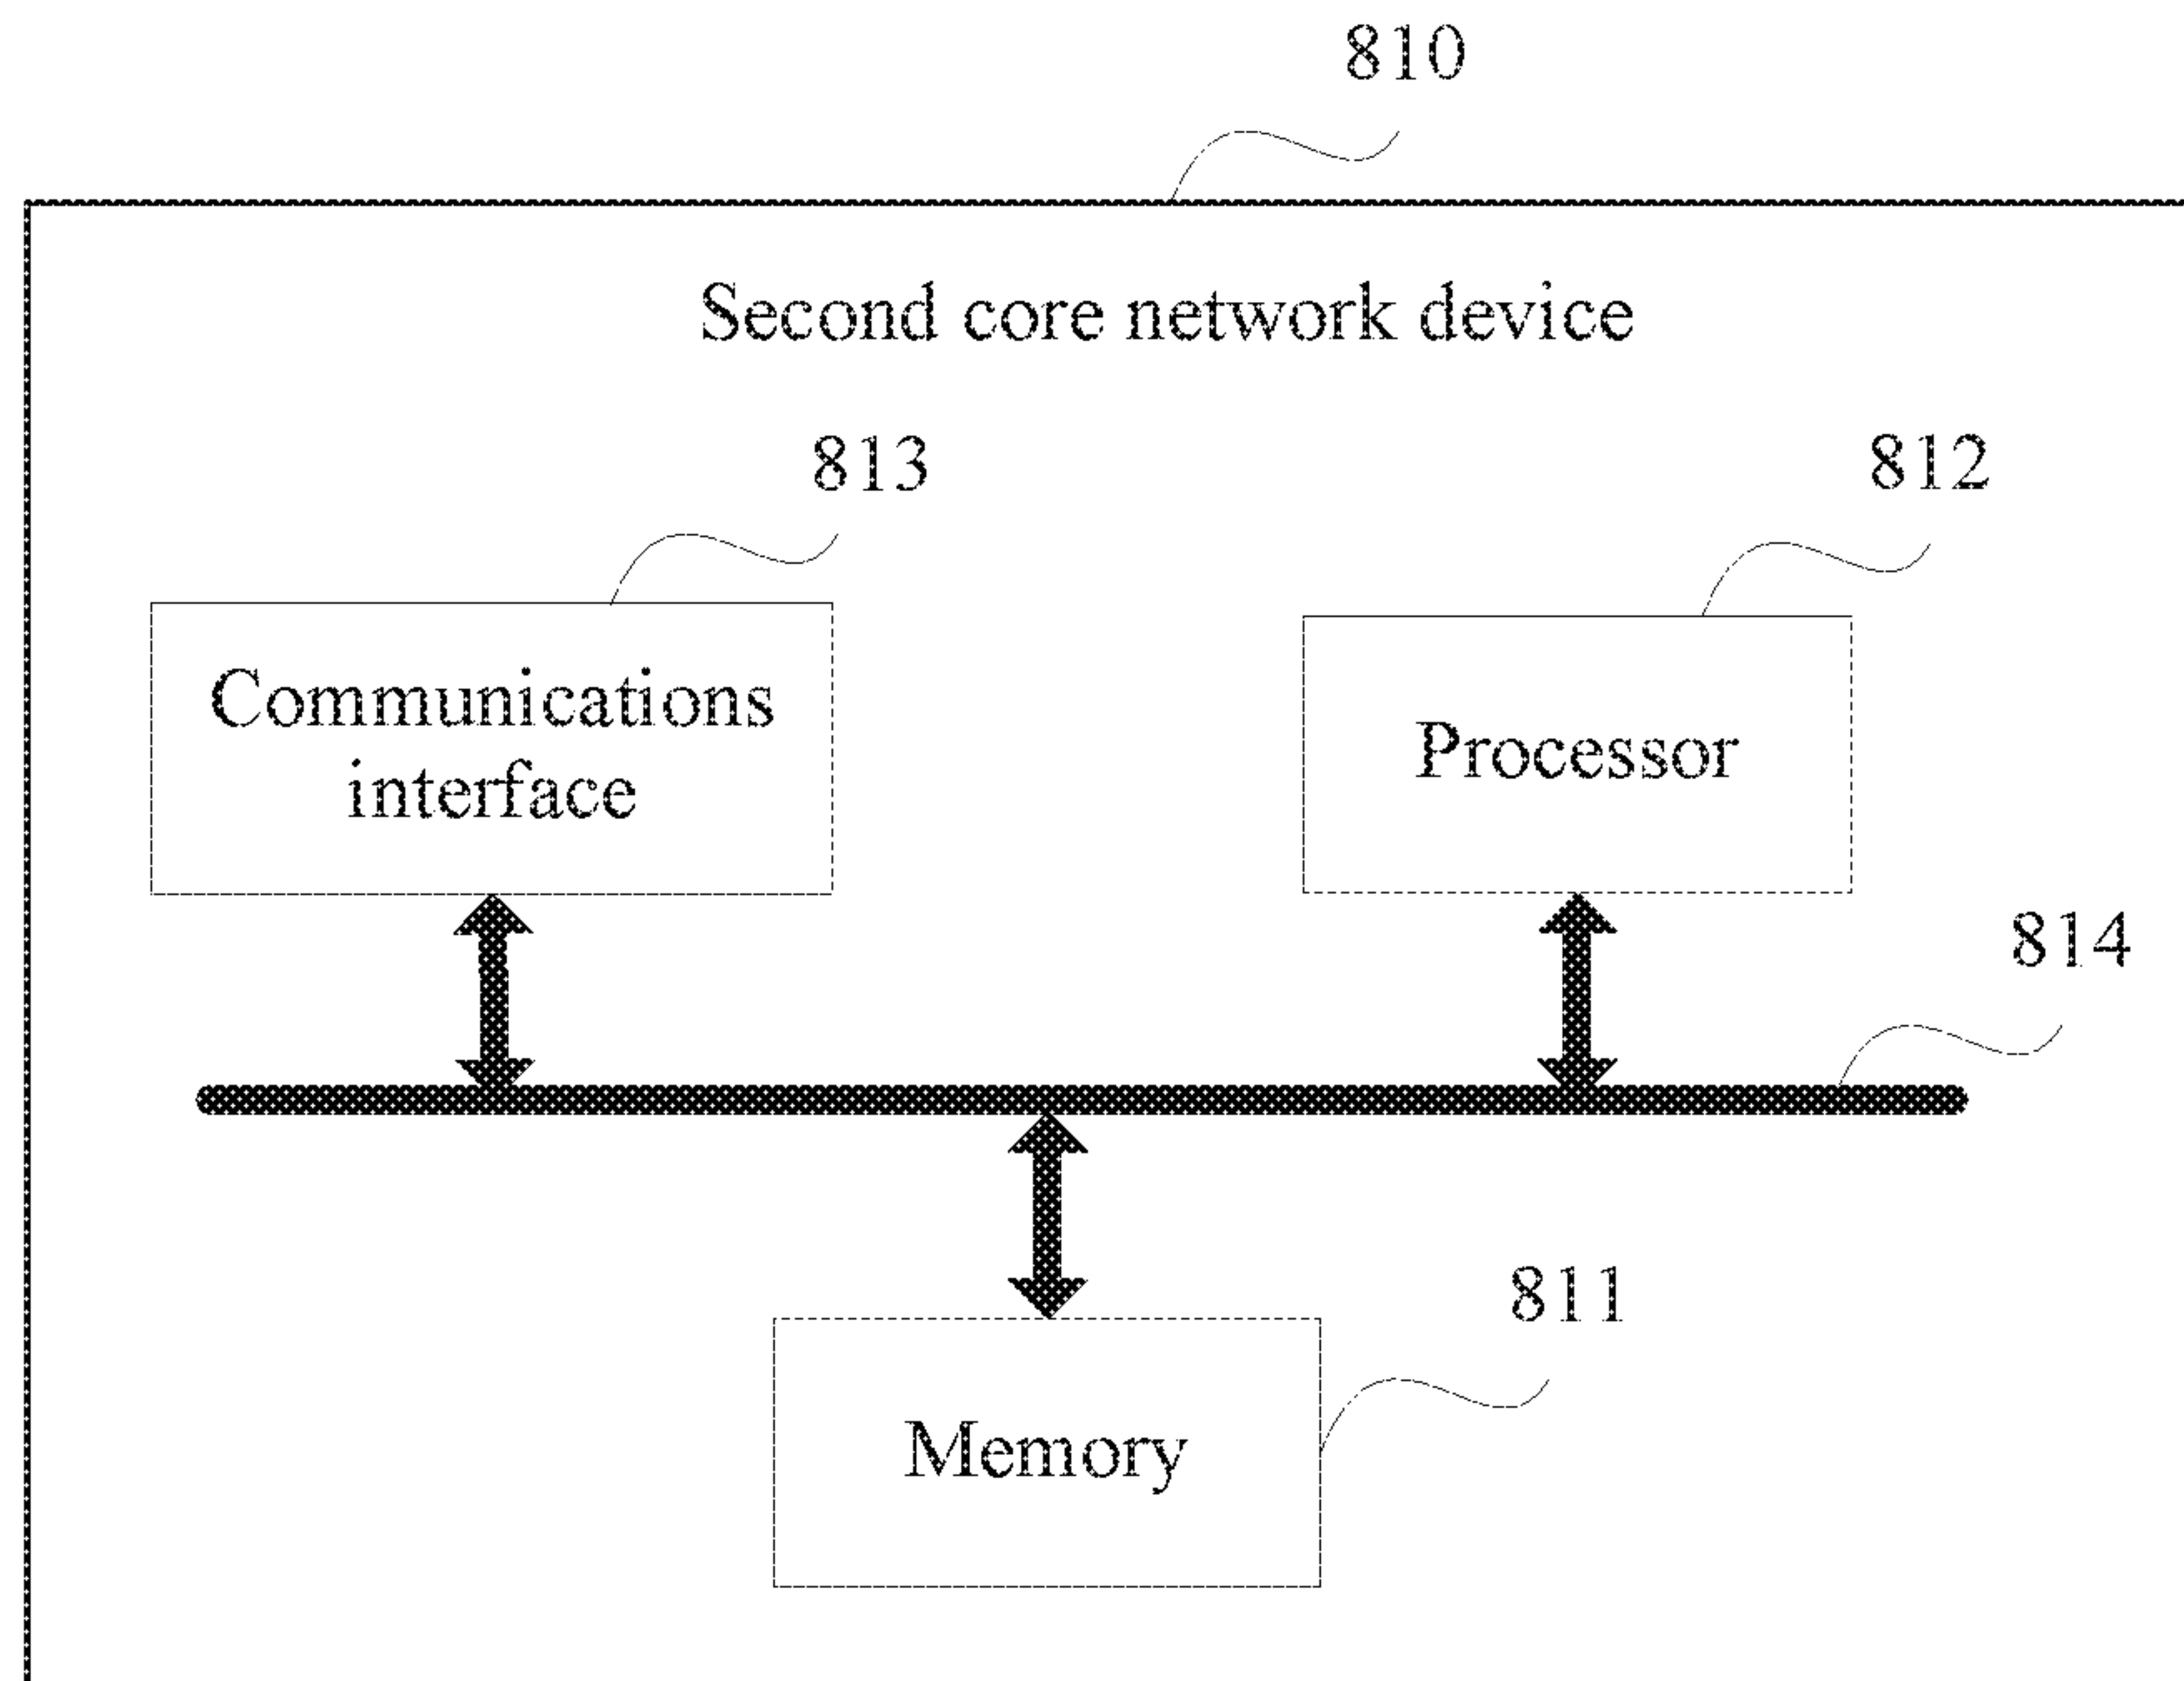 810
Second core network device
813
812
Communications
interface
Processor
814
811
Memory